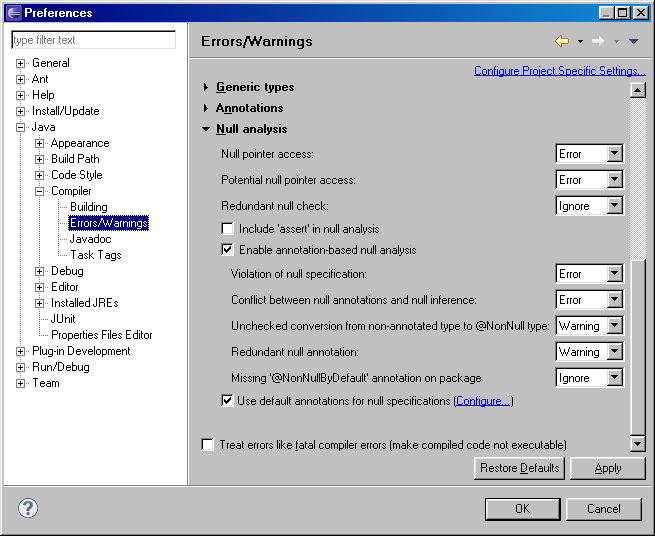 Preferences
type filter text
Errors/Warnings
General
Ant
Help
Install/Update
Java
Appearance
Build Path
Code Style
Compiler
Building
Errors/Warnings
Javadoc
Task Tags
Debug
Editor
Installed JREs
JUnit
Properties Files Editor
Plug-in Development
Run/Debug
Team
Configure Project Specific Settings...
Generic types
Annotations
Null analysis
Null pointer access: Error
Potential null pointer access: Error
Redundant null check: Ignore
Include 'assert' in null analysis
Enable annotation-based null analysis
Violation of null specification: Error
Conflict between null annotations and null inference: Error
Unchecked conversion from non-annotated type to @NonNull type: Warning
Redundant null annotation: Warning
Missing '@NonNullByDefault' annotation on package Ignore
Use default annotations for null specifications (Configure...)
Treat errors like fatal compiler errors (make compiled code not executable)
Restore Defaults Apply
? OK Cancel